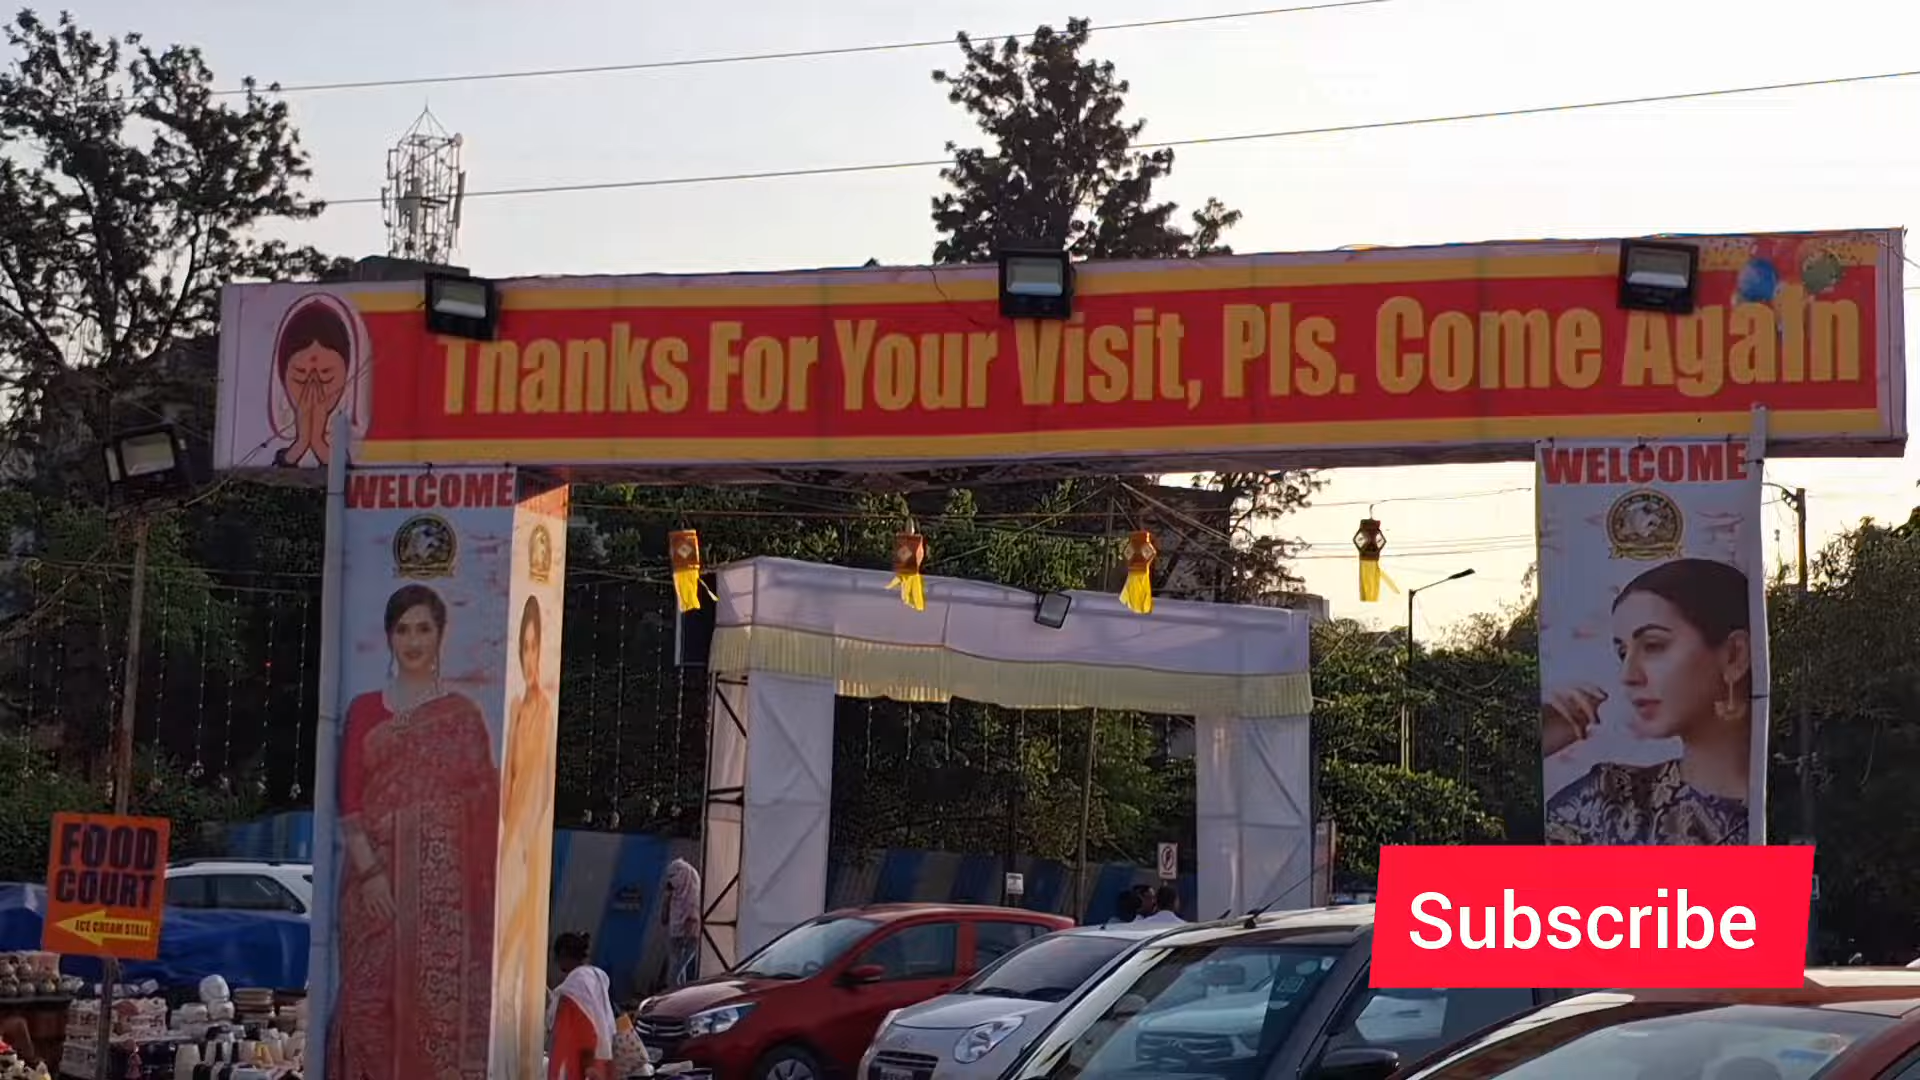 Thanks For Your Visit, Pls. Come Again
WELCOME
WELCOME
FOOD
COURT
ICE CREAM STALL
Subscribe